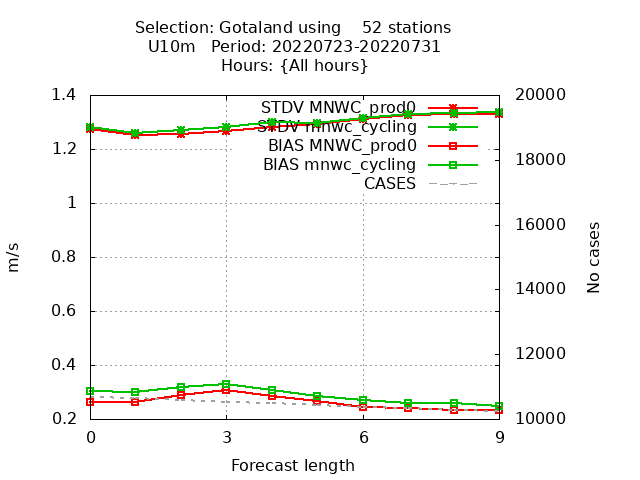 Selection: Gotaland using    52 stations
U10m   Period: 20220723-20220731
Hours: {All hours}
1.4
1.2
1
0.8
0.6
0.4
0.2
m/s
20000
18000
16000
14000
12000
10000
No cases
STDV MNWC_prod0
STDV mnwc_cycling
BIAS MNWC_prod0
BIAS mnwc_cycling
CASES
0
3
6
9
Forecast length